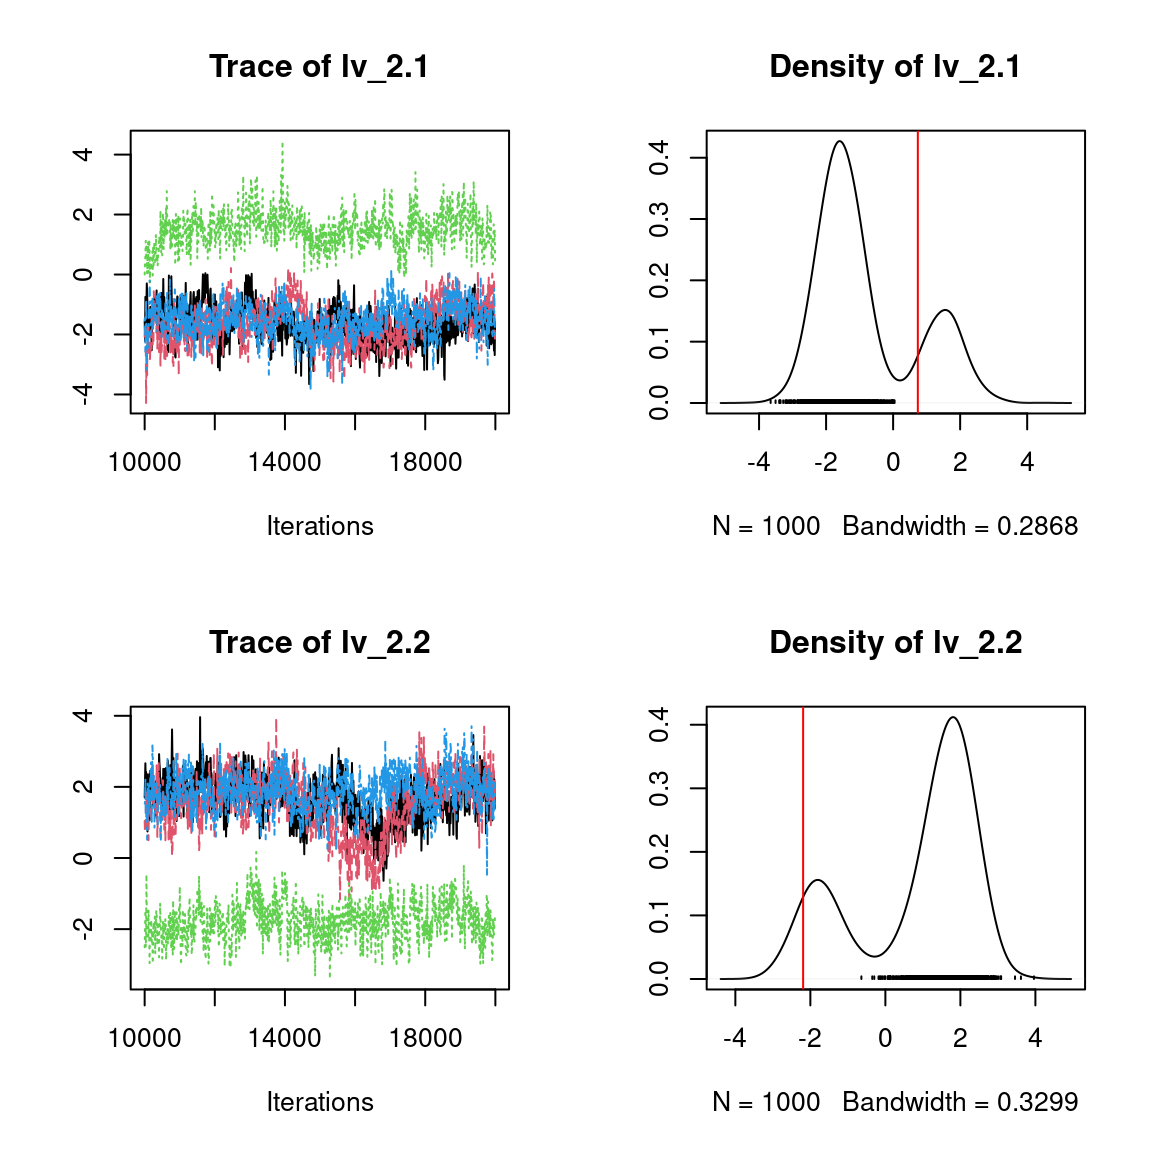 Trace of lv_2.1
4
2
0
-2
-4
10000 14000 18000
Iterations
Density of lv_2.1
0.4
0.3
0.2
0.1
0.0
-4 -2 0 2 4
N = 1000 Bandwidth = 0.2868
Trace of lv_2.2
4
2
0
-2
10000 14000 18000
Iterations
Density of lv_2.2
0.4
0.3
0.2
0.1
0.0
-4 -2 0 2 4
N = 1000 Bandwidth = 0.3299